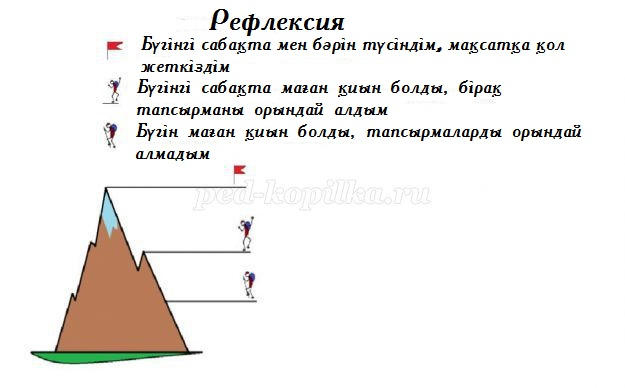 Рефлексия
Бүгінгі сабақта мен бәрін түсіндім, мақсатқа қол
жеткіздім
Бүгінгі сабақта маған қиын болды, бірақ
тапсырманы орындай алдым
Бүгін маған қиын болды, тапсырмаларды орындай
алмадым
ped-kopilka.ru